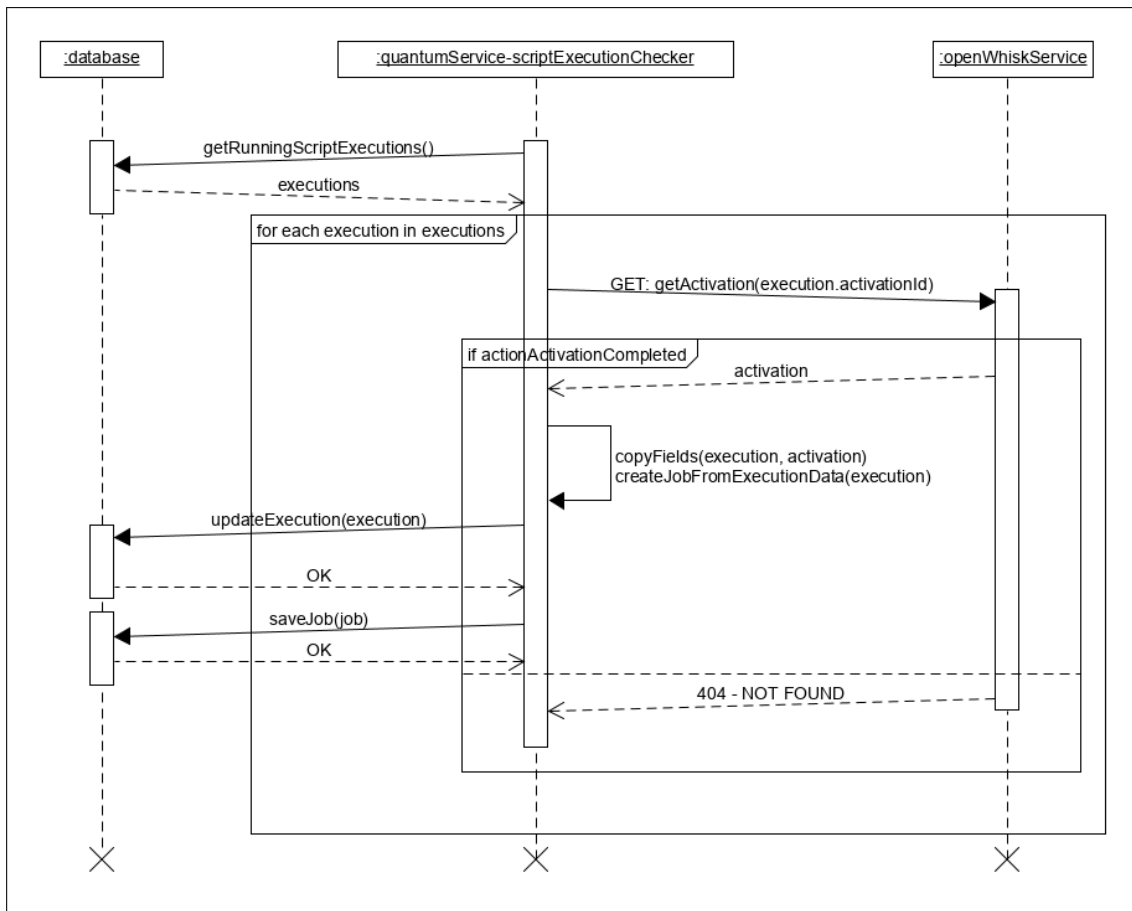 :database
:quantumService-scriptExecutionChecker
:openWhiskService
getRunningScriptExecutions()
executions
for each execution in executions
GET: getActivation(execution.activationId)
if actionActivationCompleted
activation
copyFields(execution, activation)
createJobFromExecutionData(execution)
updateExecution(execution)
OK
saveJob(job)
OK
404 - NOT FOUND